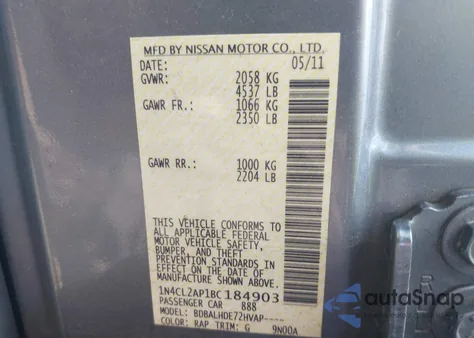 MFD BY NISSAN MOTOR CO., LTD.
DATE: 05/11
GVWR: 2058 KG
4537 LB
GAWR FR.: 1066 KG
2350 LB
GAWR RR.: 1000 KG
2204 LB
THIS VEHICLE CONFORMS TO
ALL APPLICABLE FEDERAL
MOTOR VEHICLE SAFETY,
BUMPER, AND THEFT
PREVENTION STANDARDS IN
EFFECT ON THE DATE OF
MANUFACTURE SHOWN ABOVE.
1N4CL2AP1BC184903
PASSENGER CAR 888
MODEL: BDBALHDE72HVAP----
COLOR: RAP TRIM: G 9N00A
autoSnap